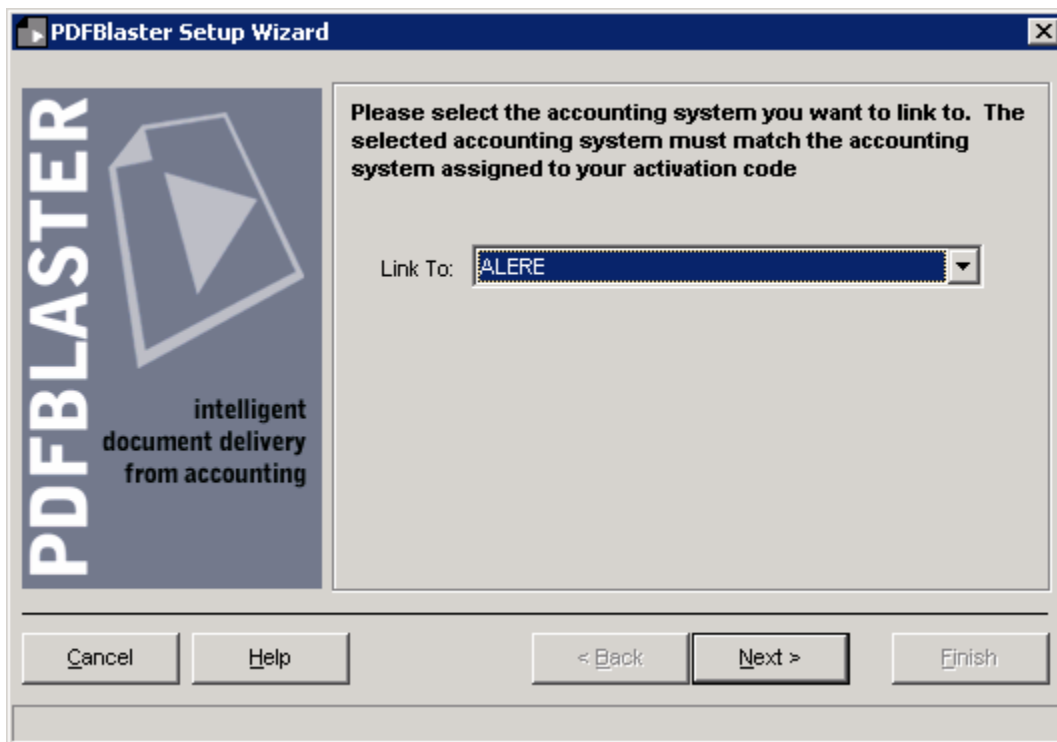 PDFBlaster Setup Wizard
PDFBLASTER
intelligent
document delivery
from accounting
Please select the accounting system you want to link to.  The
selected accounting system must match the accounting
system assigned to your activation code
Link To: ALERE
Cancel Help < Back Next > Finish